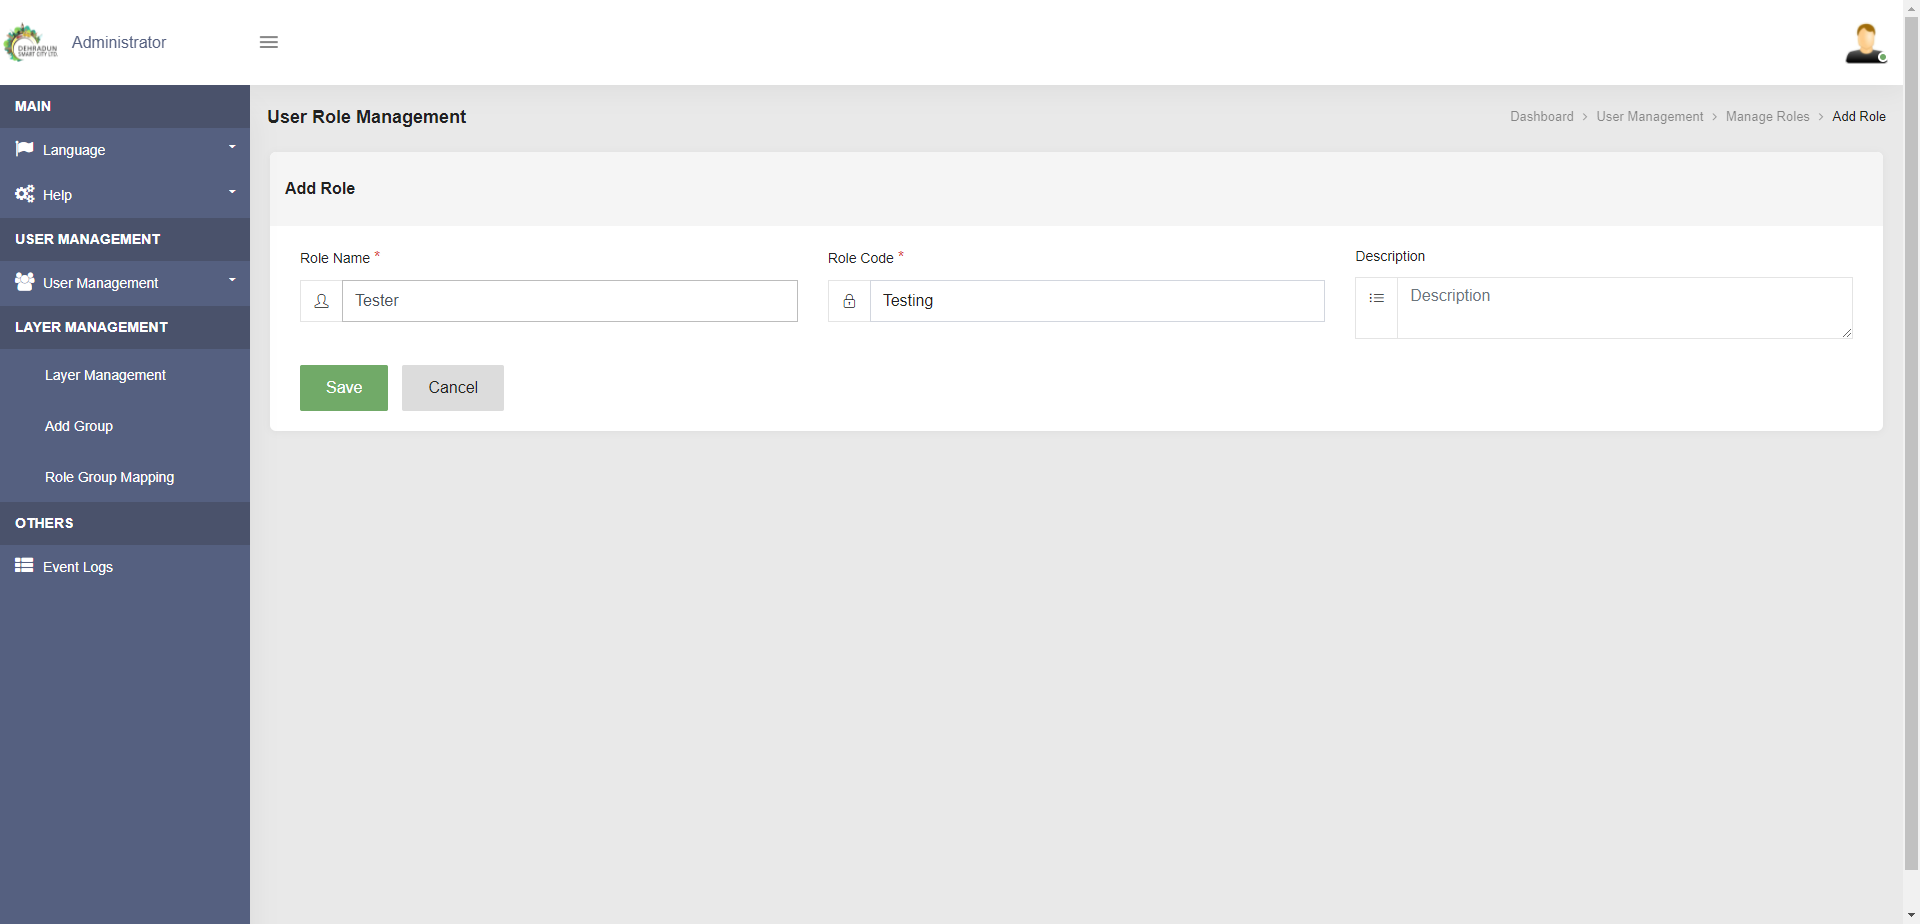 DEHRADUN
SMART CITY LTD.
Administrator
MAIN
Language
Help
USER MANAGEMENT
User Management
LAYER MANAGEMENT
Layer Management
Add Group
Role Group Mapping
OTHERS
Event Logs
User Role Management
Dashboard > User Management > Manage Roles > Add Role
Add Role
Role Name *
Tester
Role Code *
Testing
Description
Description
Save
Cancel